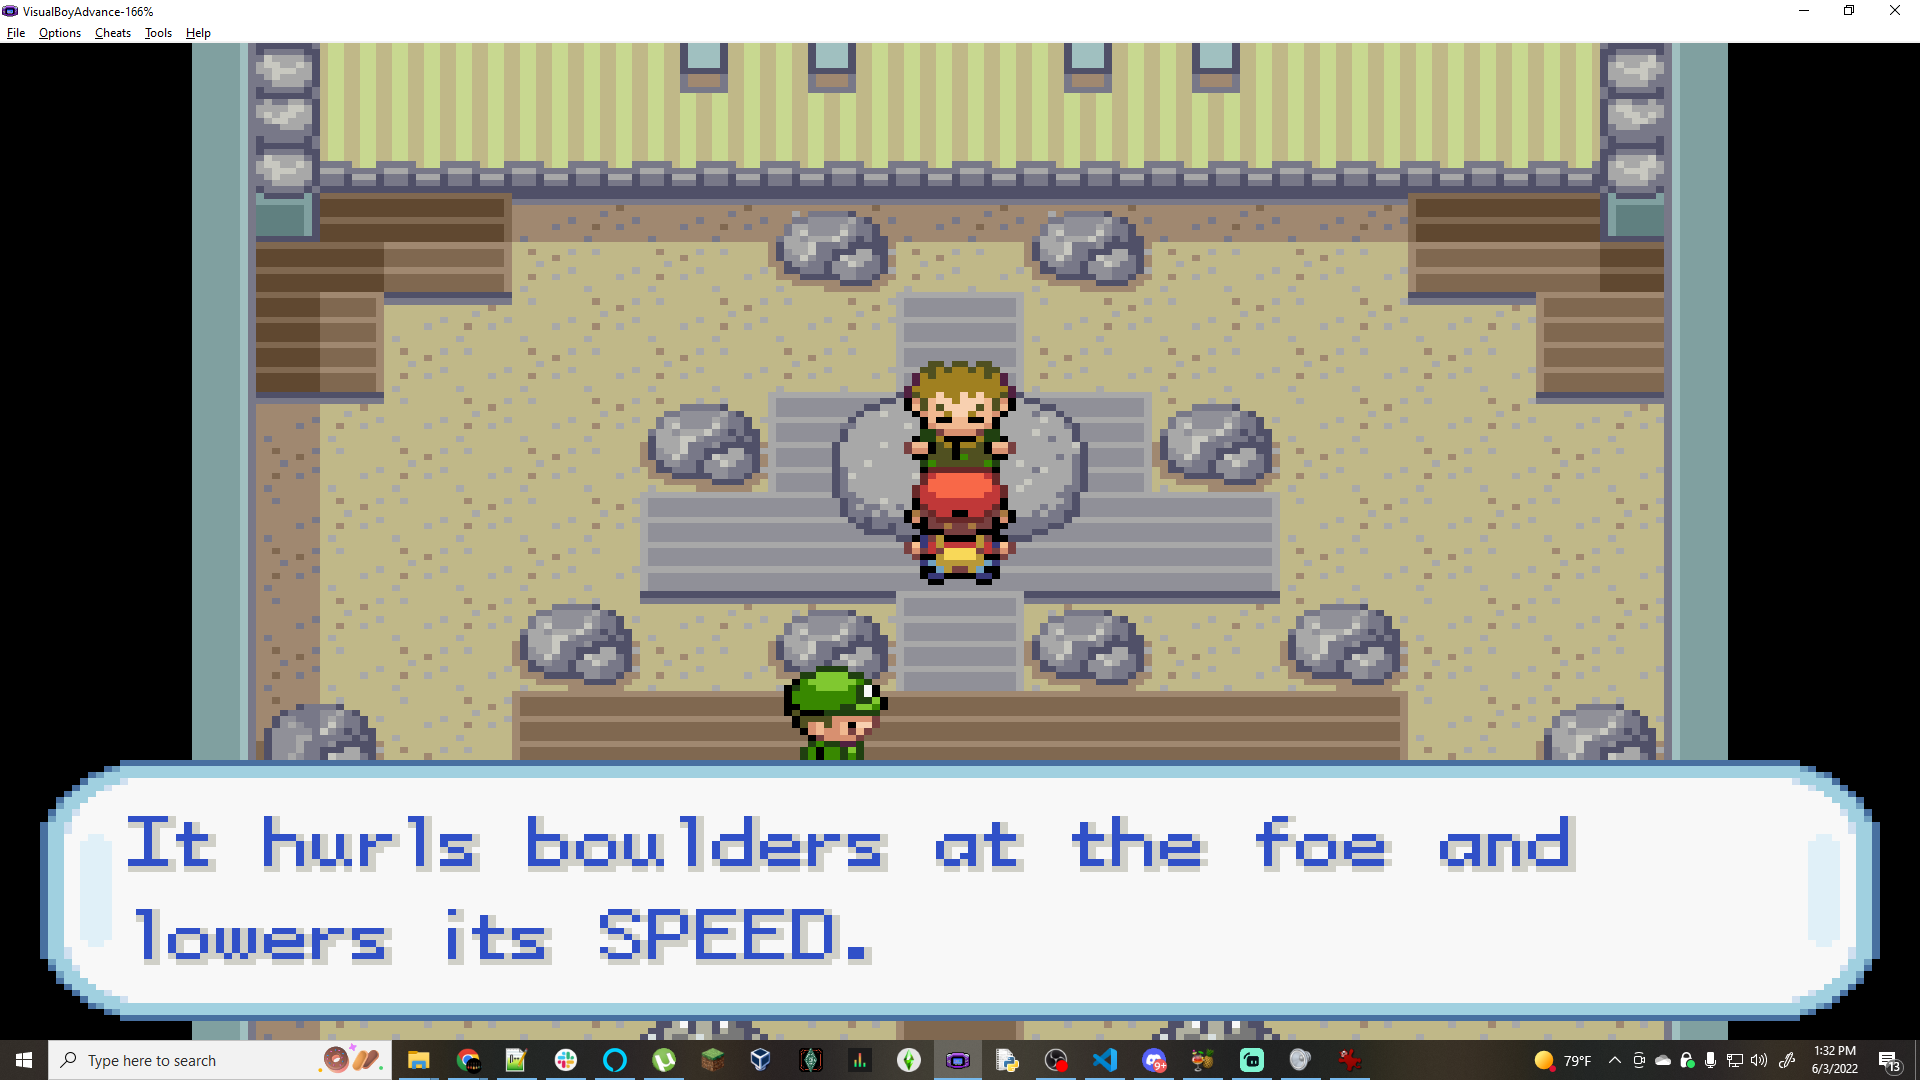 VisualBoyAdvance-166%
File Options Cheats Tools Help
It hurls boulders at the foe and
lowers its SPEED.
Type here to search
9+
79°F
1:32 PM
6/3/2022
13